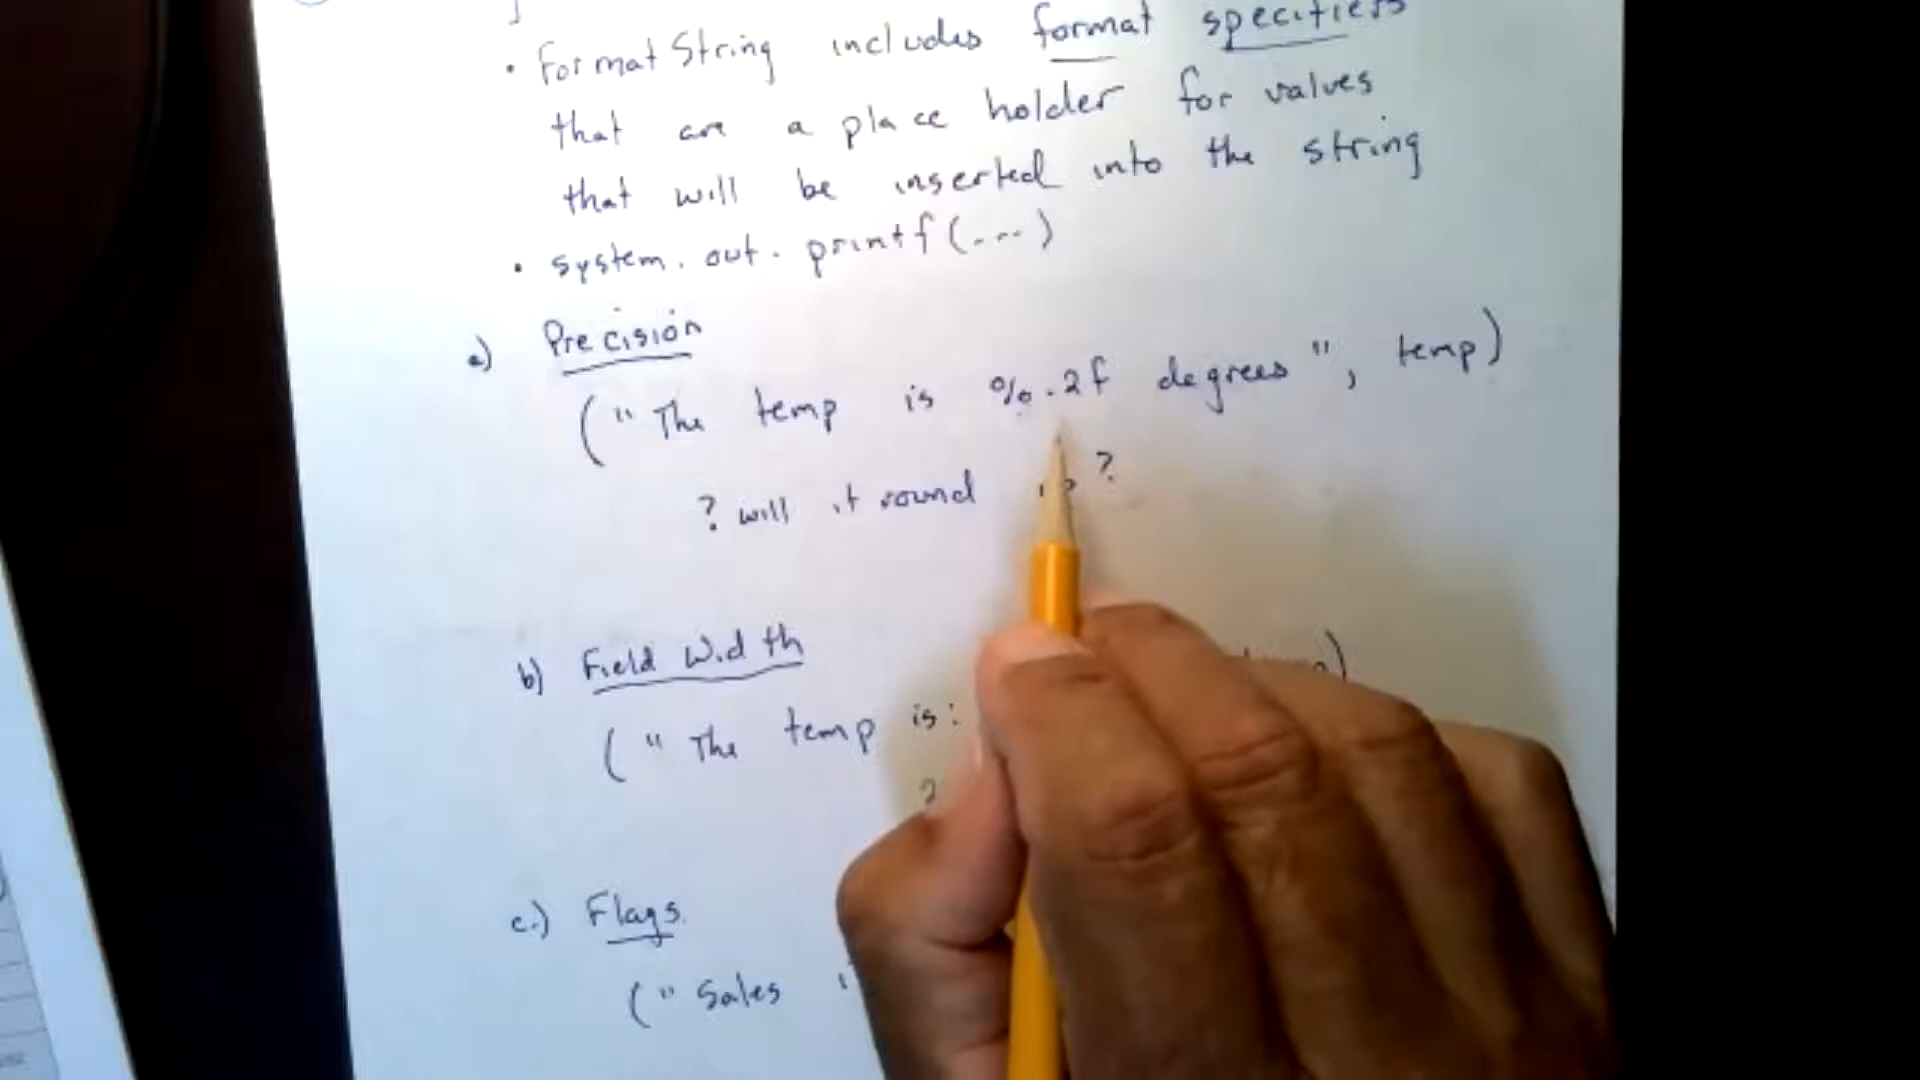 • Format String includes format specifiers
that are a place holder for values
that will be inserted into the string
• system.out.printf(...)
a) Precision
("The temp is %.2f degrees", temp)
? will it round ?
b) Field Width
("The temp is:
?
c.) Flags
("Sales